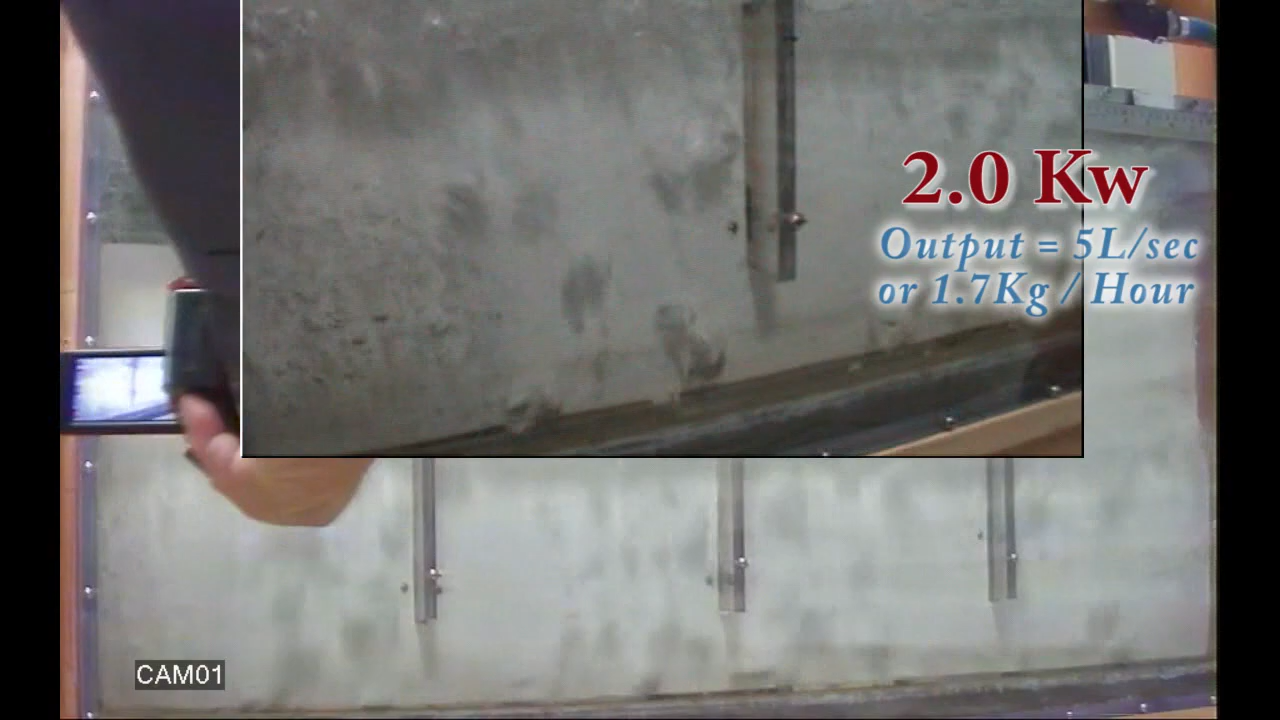 2.0 Kw
Output = 5L/sec
or 1.7Kg / Hour
CAM01